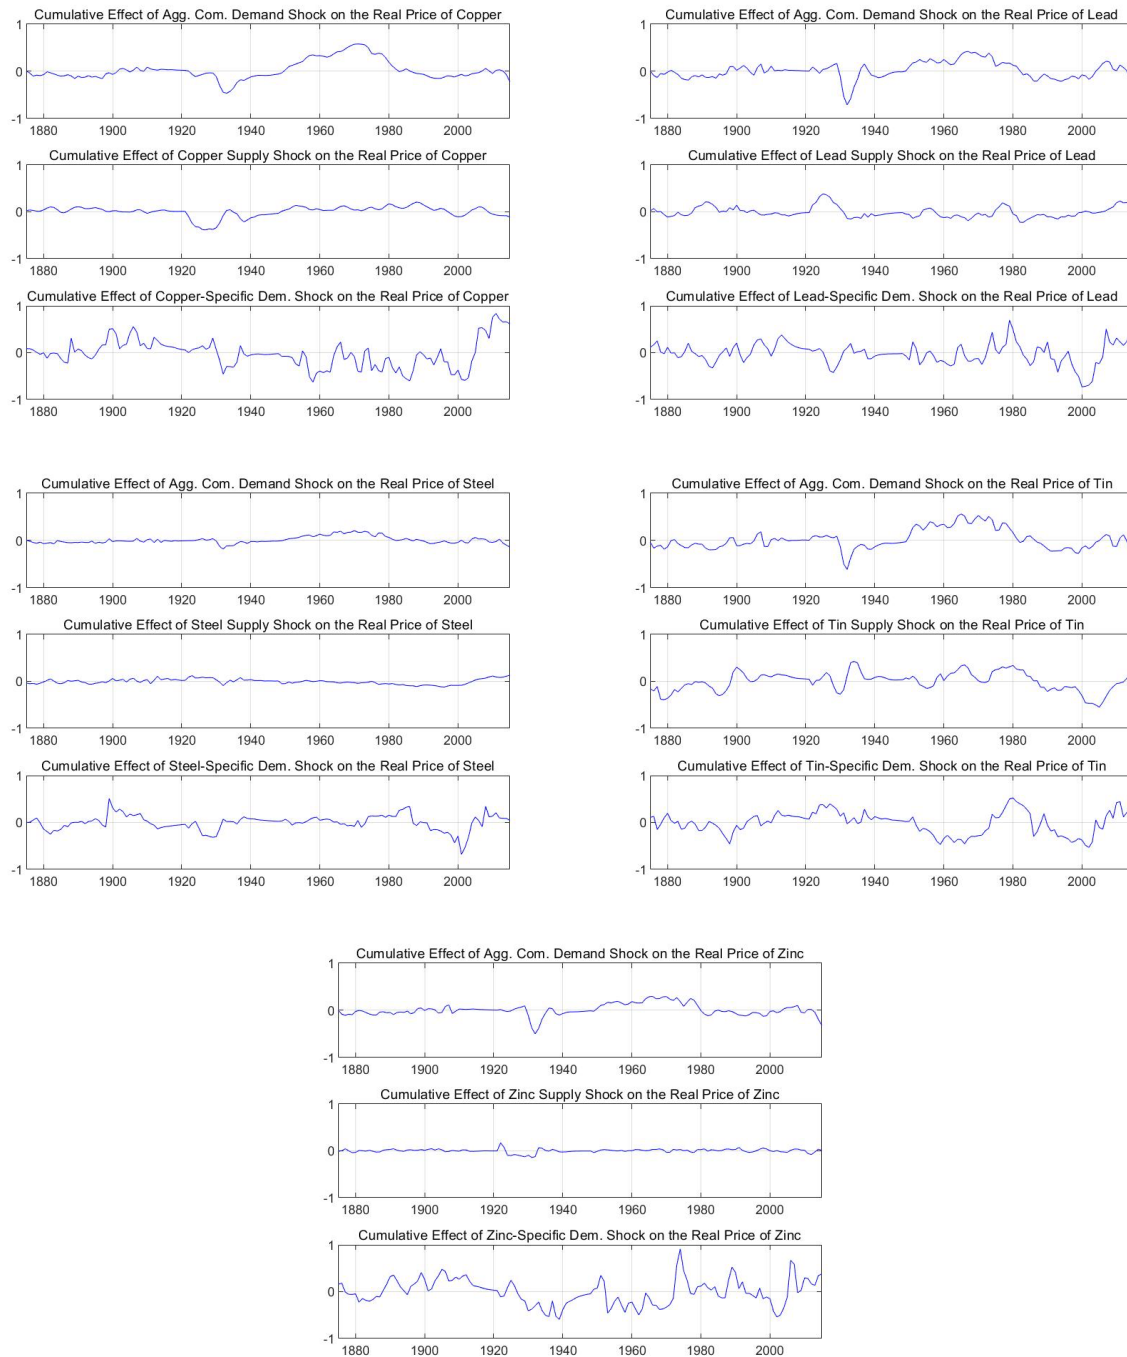 Cumulative Effect of Agg. Com. Demand Shock on the Real Price of Copper
1
0
-1
1880 1900 1920 1940 1960 1980 2000
Cumulative Effect of Copper Supply Shock on the Real Price of Copper
1
0
-1
1880 1900 1920 1940 1960 1980 2000
Cumulative Effect of Copper-Specific Dem. Shock on the Real Price of Copper
1
0
-1
1880 1900 1920 1940 1960 1980 2000
Cumulative Effect of Agg. Com. Demand Shock on the Real Price of Lead
1
0
-1
1880 1900 1920 1940 1960 1980 2000
Cumulative Effect of Lead Supply Shock on the Real Price of Lead
1
0
-1
1880 1900 1920 1940 1960 1980 2000
Cumulative Effect of Lead-Specific Dem. Shock on the Real Price of Lead
1
0
-1
1880 1900 1920 1940 1960 1980 2000
Cumulative Effect of Agg. Com. Demand Shock on the Real Price of Steel
1
0
-1
1880 1900 1920 1940 1960 1980 2000
Cumulative Effect of Steel Supply Shock on the Real Price of Steel
1
0
-1
1880 1900 1920 1940 1960 1980 2000
Cumulative Effect of Steel-Specific Dem. Shock on the Real Price of Steel
1
0
-1
1880 1900 1920 1940 1960 1980 2000
Cumulative Effect of Agg. Com. Demand Shock on the Real Price of Tin
1
0
-1
1880 1900 1920 1940 1960 1980 2000
Cumulative Effect of Tin Supply Shock on the Real Price of Tin
1
0
-1
1880 1900 1920 1940 1960 1980 2000
Cumulative Effect of Tin-Specific Dem. Shock on the Real Price of Tin
1
0
-1
1880 1900 1920 1940 1960 1980 2000
Cumulative Effect of Agg. Com. Demand Shock on the Real Price of Zinc
1
0
-1
1880 1900 1920 1940 1960 1980 2000
Cumulative Effect of Zinc Supply Shock on the Real Price of Zinc
1
0
-1
1880 1900 1920 1940 1960 1980 2000
Cumulative Effect of Zinc-Specific Dem. Shock on the Real Price of Zinc
1
0
-1
1880 1900 1920 1940 1960 1980 2000